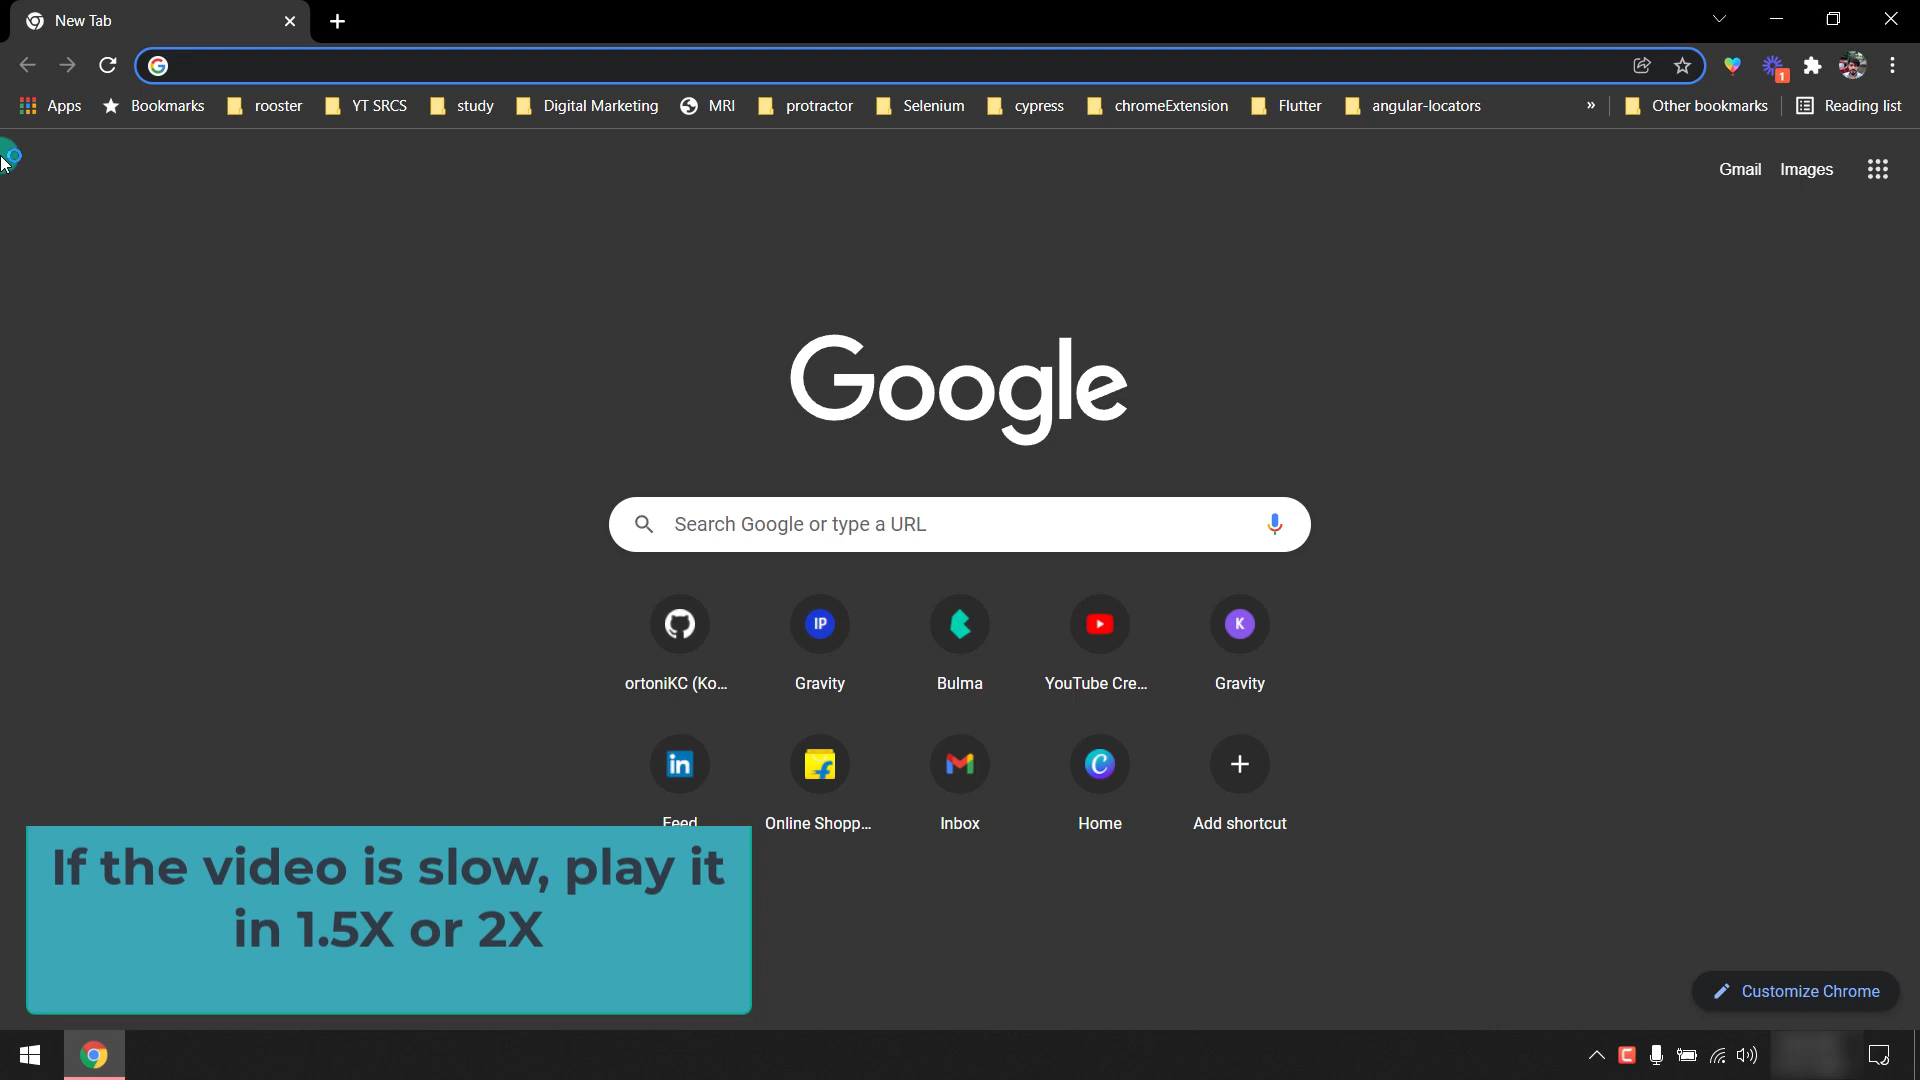 New Tab
Apps Bookmarks rooster YT SRCS study Digital Marketing MRI protractor Selenium cypress chromeExtension Flutter angular-locators » Other bookmarks Reading list
1
Gmail Images
Google
Search Google or type a URL
IP K
ortoniKC (Ko... Gravity Bulma YouTube Cre... Gravity
in
Feed Online Shopp... Inbox Home Add shortcut
If the video is slow, play it
in 1.5X or 2X
Customize Chrome